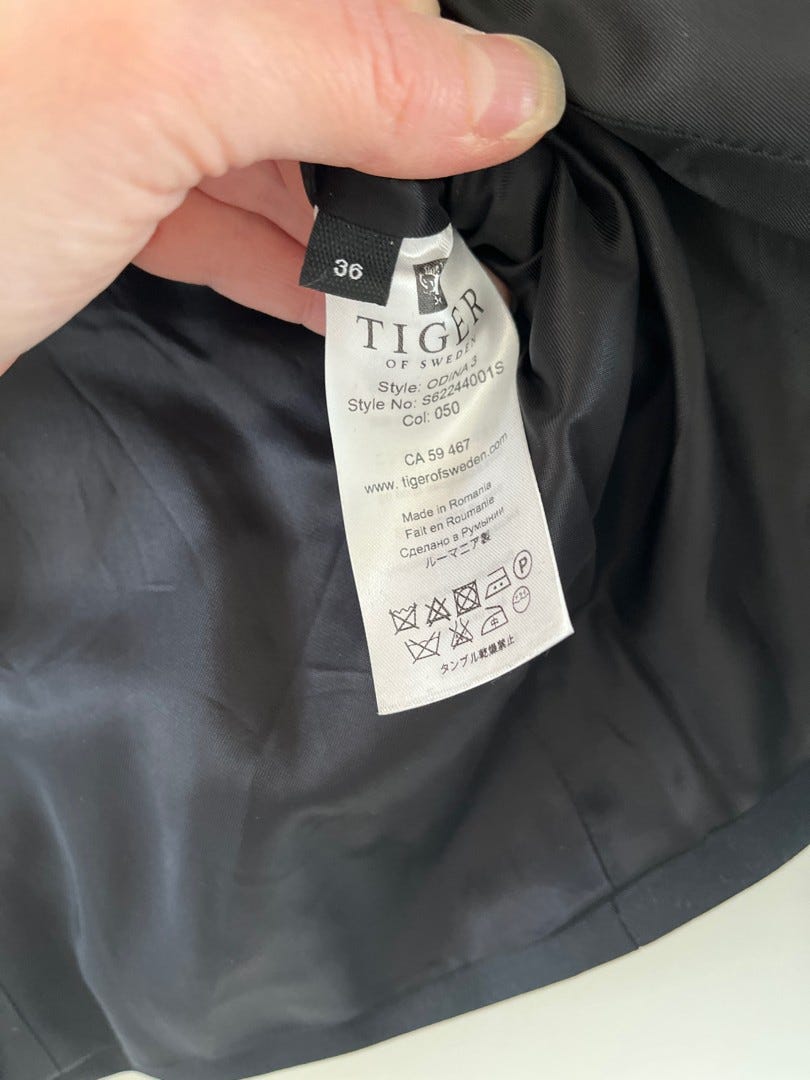 36
TIGER
OF SWEDEN
Style: ODINA 3
Style No: S62244001S
Col: 050
CA 59 467
www. tigerofsweden.com
Made in Romania
Fait en Roumanie
Сделано в Румынии
ルーマニア製
P
タンブル乾燥禁止